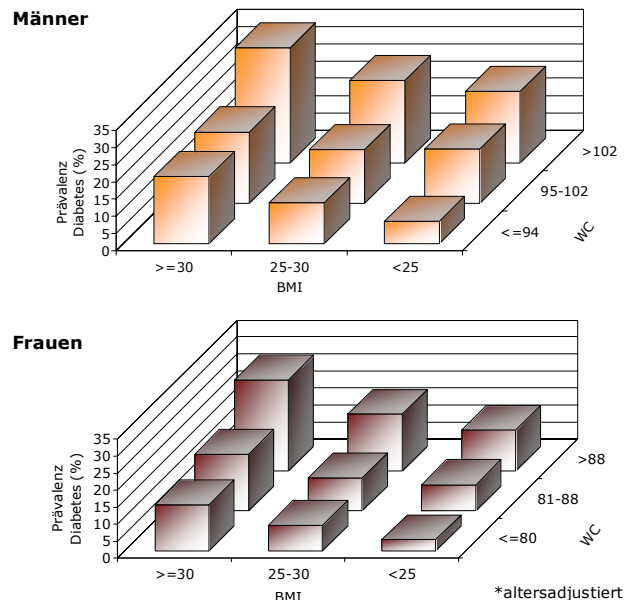 Männer
Prävalenz
Diabetes (%)
35
30
25
20
15
10
5
0
>=30
25-30
<25
BMI
<=94
95-102
>102
WC
Frauen
Prävalenz
Diabetes (%)
35
30
25
20
15
10
5
0
>=30
25-30
<25
BMI
<=80
81-88
>88
WC
*altersadjustiert